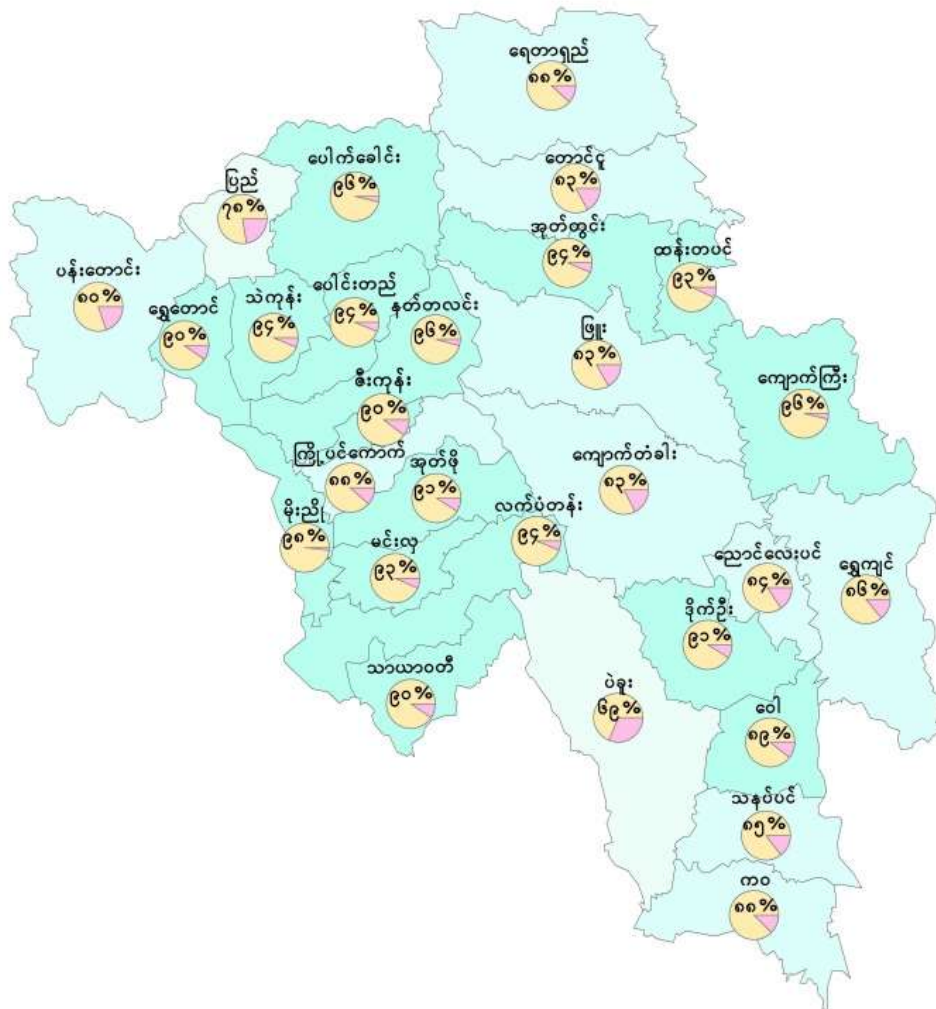 ရေတာရှည်
၈၈%
တောင်ငူ
၈၃%
ပေါက်ခေါင်း
၉၆%
ပြည်
၇၈%
အုတ်တွင်း
၉၄%
ထန်းတပင်
၉၃%
ပန်းတောင်း
၈၀%
ရွှေတောင်
၉၀%
သဲကုန်း
၉၄%
ပေါင်းတည်
၉၄%
နတ်တလင်း
၉၆%
ဖြူး
၈၃%
ကျောက်ကြီး
၉၆%
ဇီးကုန်း
၉၀%
ကြို့ပင်ကောက်
၈၈%
အုတ်ဖို
၉၁%
ကျောက်တံခါး
၈၃%
မိုးညို
၉၈%
မင်းလှ
၉၃%
လက်ပံတန်း
၉၄%
ညောင်လေးပင်
၈၄%
ရွှေကျင်
၈၆%
ဒိုက်ဦး
၉၁%
သာယာဝတီ
၉၀%
ပဲခူး
၆၉%
ဝေါ
၈၉%
သနပ်ပင်
၈၅%
ကဝ
၈၈%